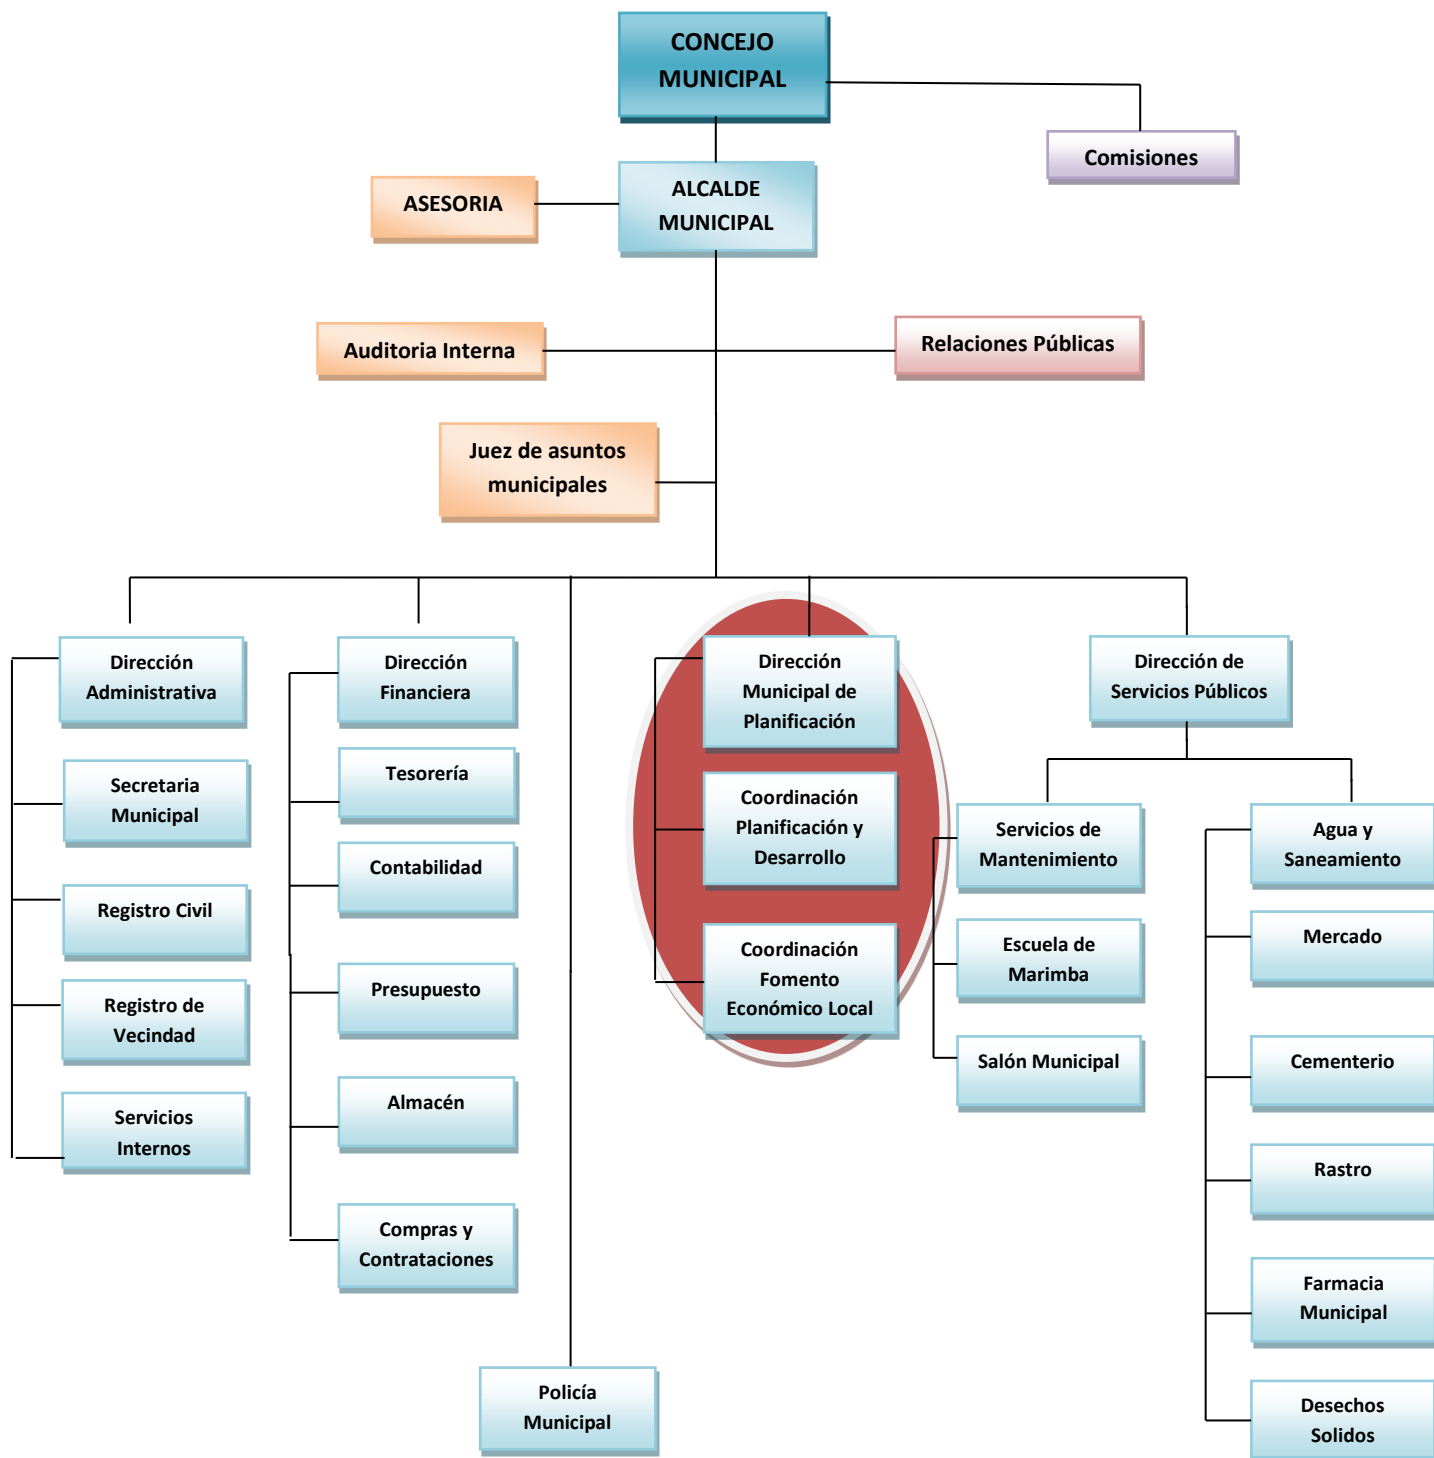 CONCEJO
MUNICIPAL
Comisiones
ALCALDE
MUNICIPAL
ASESORIA
Auditoria Interna
Relaciones Públicas
Juez de asuntos
municipales
Dirección
Administrativa
Secretaria
Municipal
Registro Civil
Registro de
Vecindad
Servicios
Internos
Dirección
Financiera
Tesorería
Contabilidad
Presupuesto
Almacén
Compras y
Contrataciones
Policía
Municipal
Dirección
Municipal de
Planificación
Coordinación
Planificación y
Desarrollo
Coordinación
Fomento
Económico Local
Dirección de
Servicios Públicos
Servicios de
Mantenimiento
Escuela de
Marimba
Salón Municipal
Agua y
Saneamiento
Mercado
Cementerio
Rastro
Farmacia
Municipal
Desechos
Solidos